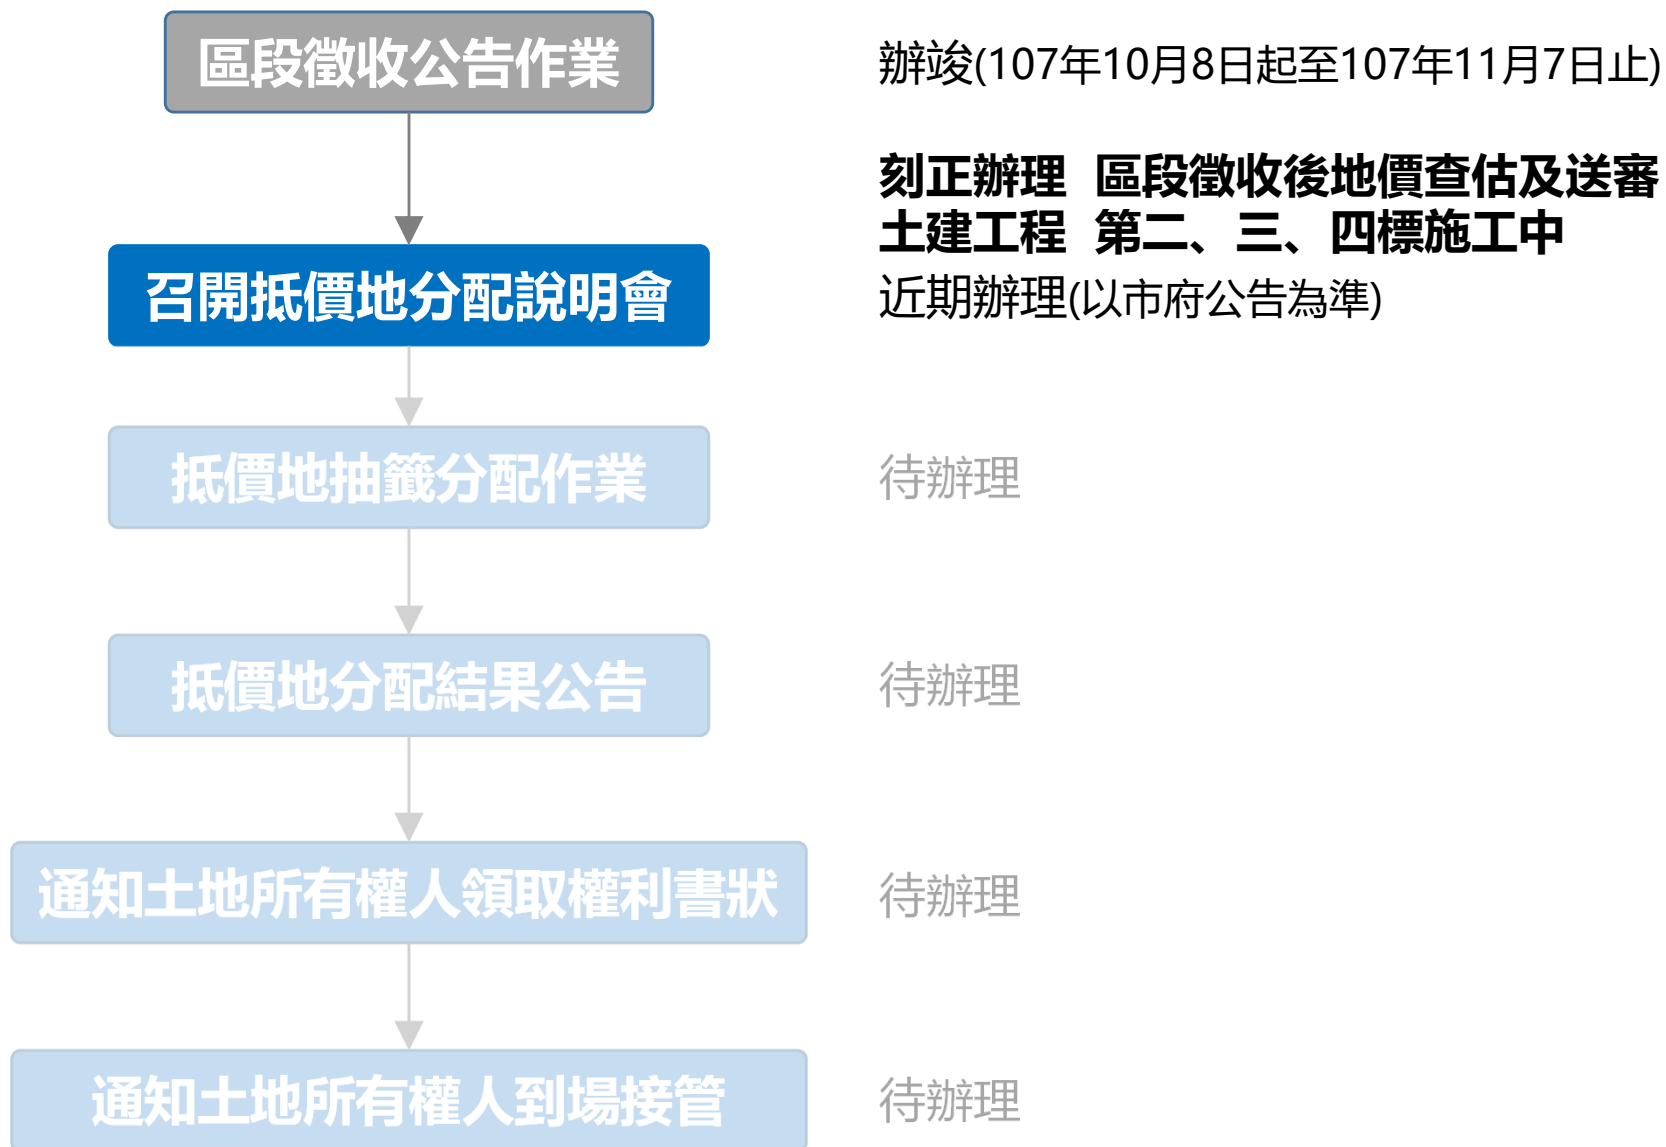 區段徵收公告作業
辦竣(107年10月8日起至107年11月7日止)
刻正辦理 區段徵收後地價查估及送審
土建工程 第二、三、四標施工中
召開抵價地分配說明會
近期辦理(以市府公告為準)
抵價地抽籤分配作業
待辦理
抵價地分配結果公告
待辦理
通知土地所有權人領取權利書狀
待辦理
通知土地所有權人到場接管
待辦理